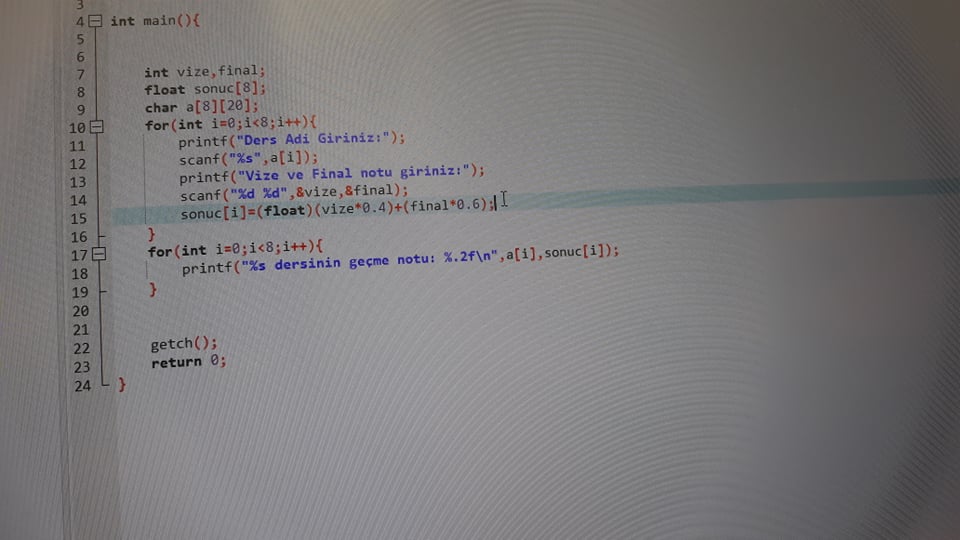 3
4 int main(){
5
6
7 int vize,final;
8 float sonuc[8];
9 char a[8][20];
10 for(int i=0;i<8;i++){
11 printf("Ders Adi Giriniz:");
12 scanf("%s",a[i]);
13 printf("Vize ve Final notu giriniz:");
14 scanf("%d %d",&vize,&final);
15 sonuc[i]=(float)(vize*0.4)+(final*0.6);
16 }
17 for(int i=0;i<8;i++){
18 printf("%s dersinin geçme notu: %.2f\n",a[i],sonuc[i]);
19 }
20
21
22 getch();
23 return 0;
24 }